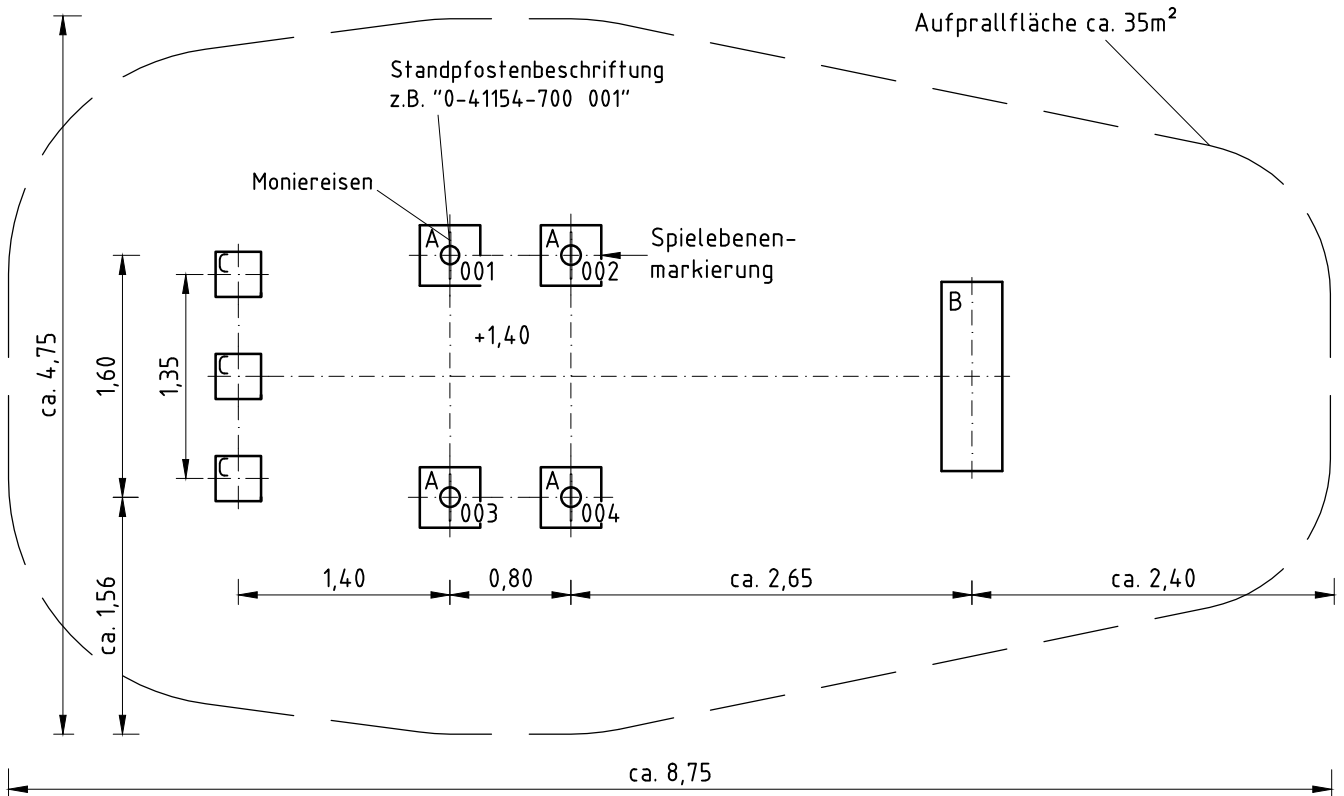 Aufprallfläche ca. 35m²
Standpfostenbeschriftung
z.B. "0-41154-700 001"
Moniereisen
A
A
Spielebenen-
markierung
001
002
C
B
+1,40
ca. 4,75
1,60
1,35
C
C
A
A
003
004
1,40
0,80
ca. 2,65
ca. 2,40
ca. 1,56
ca. 8,75